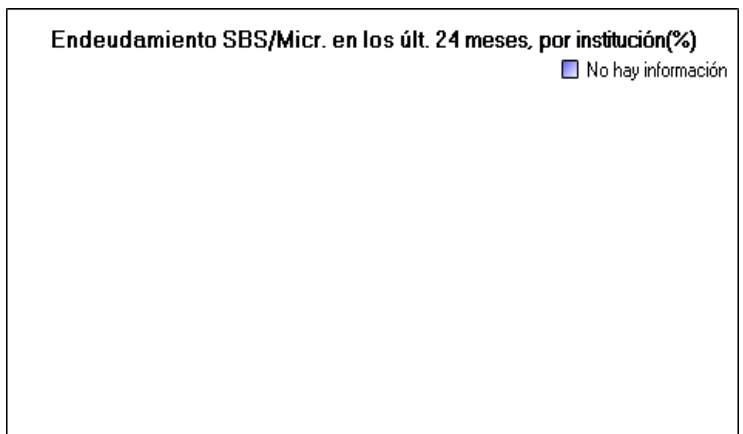 Endeudamiento SBS/Micr. en los últ. 24 meses, por institución(%)
No hay información